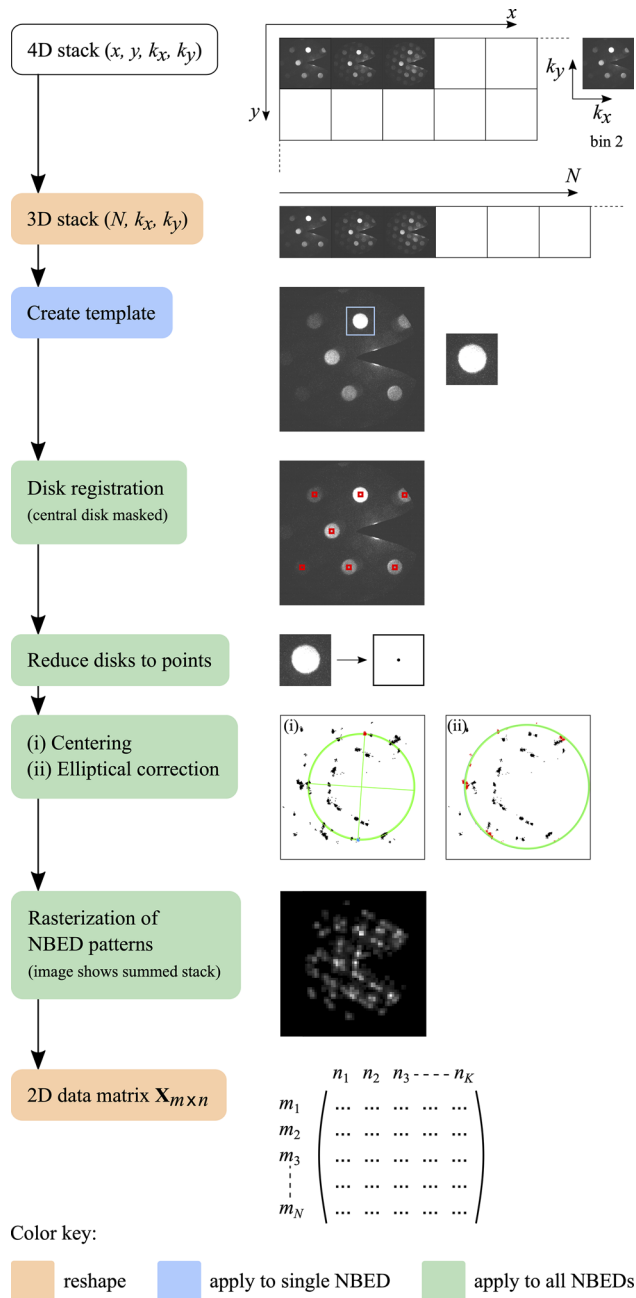 4D stack (x, y, kx, ky)
x
y
ky
kx
bin 2
N
3D stack (N, kx, ky)
Create template
Disk registration
(central disk masked)
Reduce disks to points
(i) Centering
(ii) Elliptical correction
(i)
(ii)
Rasterization of
NBED patterns
(image shows summed stack)
2D data matrix Xm×n
n1 n2 n3 ---- nK
m1 ... ... ... ... ...
m2 ... ... ... ... ...
m3 ... ... ... ... ...
... ... ... ... ...
mN ... ... ... ... ...
Color key:
reshape
apply to single NBED
apply to all NBEDs